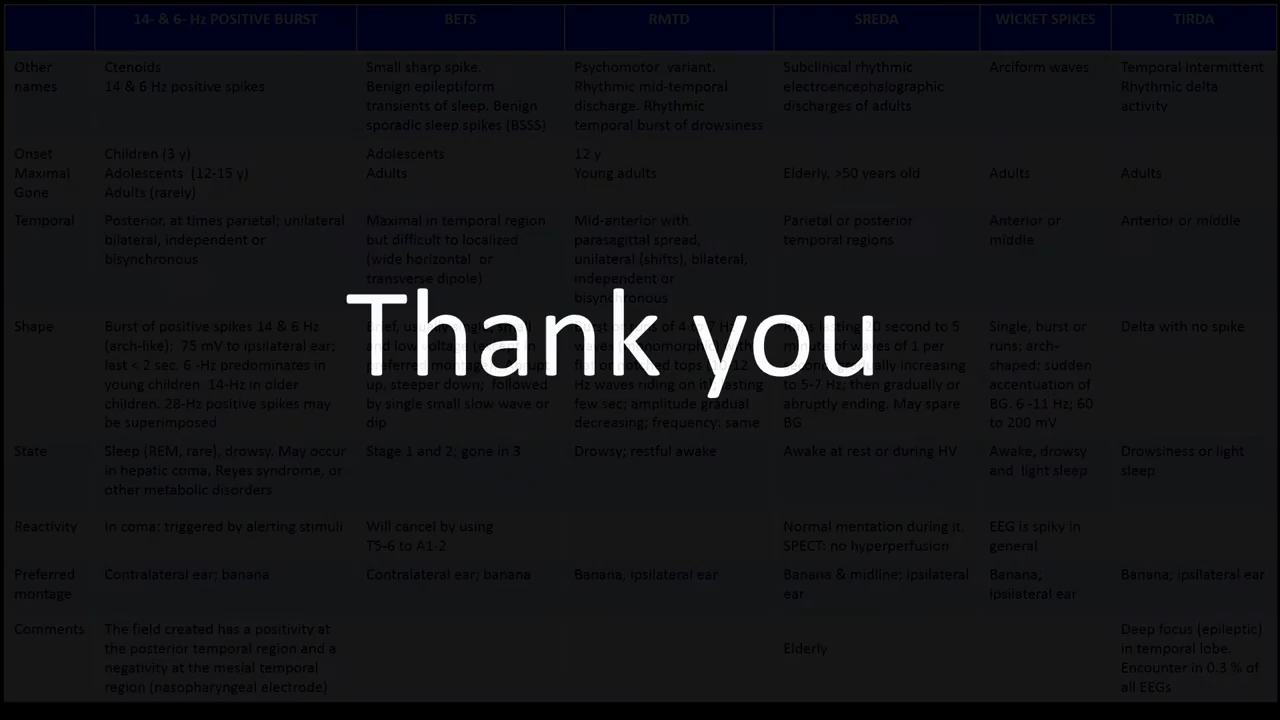 14- & 6- Hz POSITIVE BURST BETS RMTD SREDA WICKET SPIKES TIRDA
Other names
Ctenoids
14 & 6 Hz positive spikes
Small sharp spike.
Benign epileptiform
transients of sleep. Benign
sporadic sleep spikes (BSSS)
Psychomotor variant.
Rhythmic mid-temporal
discharge. Rhythmic
temporal burst of drowsiness
Subclinical rhythmic
electroencephalographic
discharges of adults
Arciform waves
Temporal intermittent
Rhythmic delta
activity
Onset
Maximal
Gone
Children (3 y)
Adolescents (12-15 y)
Adults (rarely)
Adolescents
Adults
12 y
Young adults
Elderly, >50 years old
Adults
Adults
Temporal
Posterior, at times parietal; unilateral
bilateral, independent or
bisynchronous
Maximal in temporal region
but difficult to localized
(wide horizontal or
transverse dipole)
Mid-anterior with
parasagittal spread,
unilateral (shifts), bilateral,
independent or
bisynchronous
Parietal or posterior
temporal regions
Anterior or
middle
Anterior or middle
Thank you
Shape
Burst of positive spikes 14 & 6 Hz
(arch-like); 75 mV to ipsilateral ear;
last < 2 sec. 6 -Hz predominates in
young children 14-Hz in older
children. 28-Hz positive spikes may
be superimposed
and low voltage
up, steeper down; followed
by single small slow wave or
dip
Hz waves riding on it lasting
few sec; amplitude gradual
decreasing; frequency: same
second to 5
minute of waves of 1 per
increasing
to 5-7 Hz; then gradually or
abruptly ending. May spare
BG
Single, burst or
runs; arch-
shaped; sudden
accentuation of
BG. 6 -11 Hz; 60
to 200 mV
Delta with no spike
State
Sleep (REM, rare), drowsy. May occur
in hepatic coma, Reyes syndrome, or
other metabolic disorders
Stage 1 and 2; gone in 3
Drowsy; restful awake
Awake at rest or during HV
Awake, drowsy
and light sleep
Drowsiness or light
sleep
Reactivity
In coma: triggered by alerting stimuli
Will cancel by using
T5-6 to A1-2
Normal mentation during it.
SPECT: no hyperfusion
EEG is spiky in
general
Preferred
montage
Contralateral ear; banana
Contralateral ear; banana
Banana, ipsilateral ear
Banana & midline; ipsilateral
ear
Banana,
ipsilateral ear
Banana; ipsilateral ear
Comments
The field created has a positivity at
the posterior temporal region and a
negativity at the mesial temporal
region (nasopharyngeal electrode)
Elderly
Deep focus (epileptic)
in temporal lobe.
Encounter in 0.3 % of
all EEGs